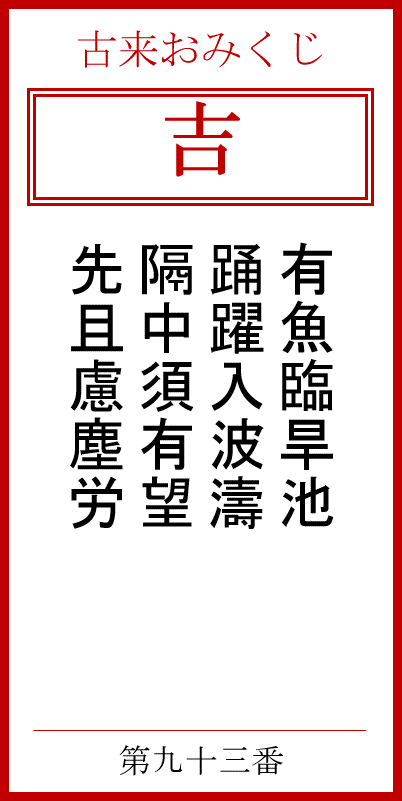 古来おみくじ
吉
有魚臨旱池
踊躍入波濤
隔中須有望
先且慮塵労
第九十三番